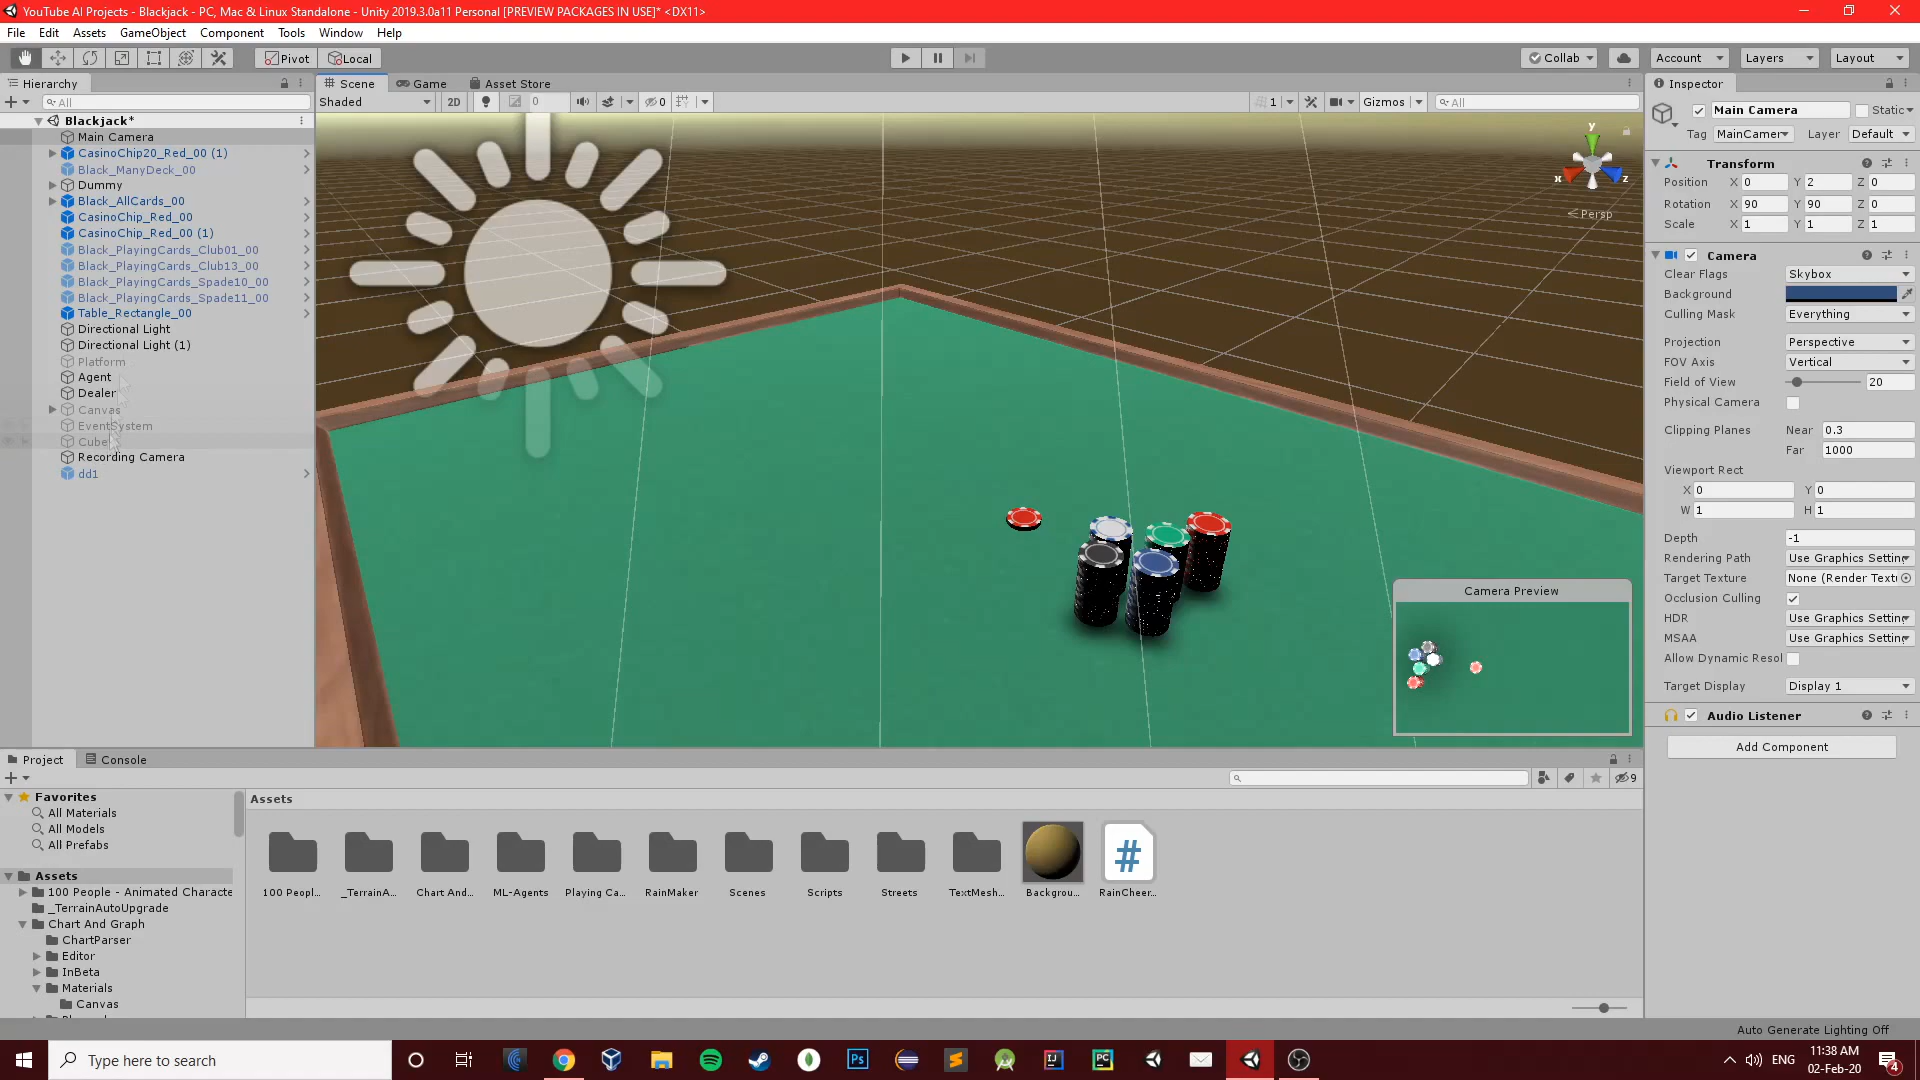 YouTube AI Projects - Blackjack - PC, Mac & Linux Standalone - Unity 2019.3.0a11 Personal [PREVIEW PACKAGES IN USE]* <DX11>
File Edit Assets GameObject Component Tools Window Help
Pivot Local Collab Account Layers Layout
Hierarchy
All
Blackjack*
Main Camera
CasinoChip20_Red_00 (1)
Black_ManyDeck_00
Dummy
Black_AllCards_00
CasinoChip_Red_00
CasinoChip_Red_00 (1)
Black_PlayingCards_Club01_00
Black_PlayingCards_Club13_00
Black_PlayingCards_Spade10_00
Black_PlayingCards_Spade11_00
Table_Rectangle_00
Directional Light
Directional Light (1)
Platform
Agent
Dealer
Canvas
EventSystem
Cube
Recording Camera
dd1
Scene Game Asset Store
Shaded 2D 0 0 1 Gizmos All
y
x z
Persp
Camera Preview
Inspector
Main Camera Static
Tag MainCamer Layer Default
Transform
Position X 0 Y 2 Z 0
Rotation X 90 Y 90 Z 0
Scale X 1 Y 1 Z 1
Camera
Clear Flags Skybox
Background
Culling Mask Everything
Projection Perspective
FOV Axis Vertical
Field of View 20
Physical Camera
Clipping Planes Near 0.3
Far 1000
Viewport Rect
X 0 Y 0
W 1 H 1
Depth -1
Rendering Path Use Graphics Settin
Target Texture None (Render Textu
Occlusion Culling
HDR Use Graphics Settin
MSAA Use Graphics Settin
Allow Dynamic Resol
Target Display Display 1
Audio Listener
Add Component
Project Console
9
Favorites
All Materials
All Models
All Prefabs
Assets
100 People - Animated Characte
_TerrainAutoUpgrade
Chart And Graph
ChartParser
Editor
InBeta
Materials
Canvas
Assets
100 Peopl... _TerrainA... Chart And... ML-Agents Playing Ca... RainMaker Scenes Scripts Streets TextMesh... Backgrou... RainCheer...
Auto Generate Lighting Off
Type here to search
ENG
11:38 AM
02-Feb-20
4